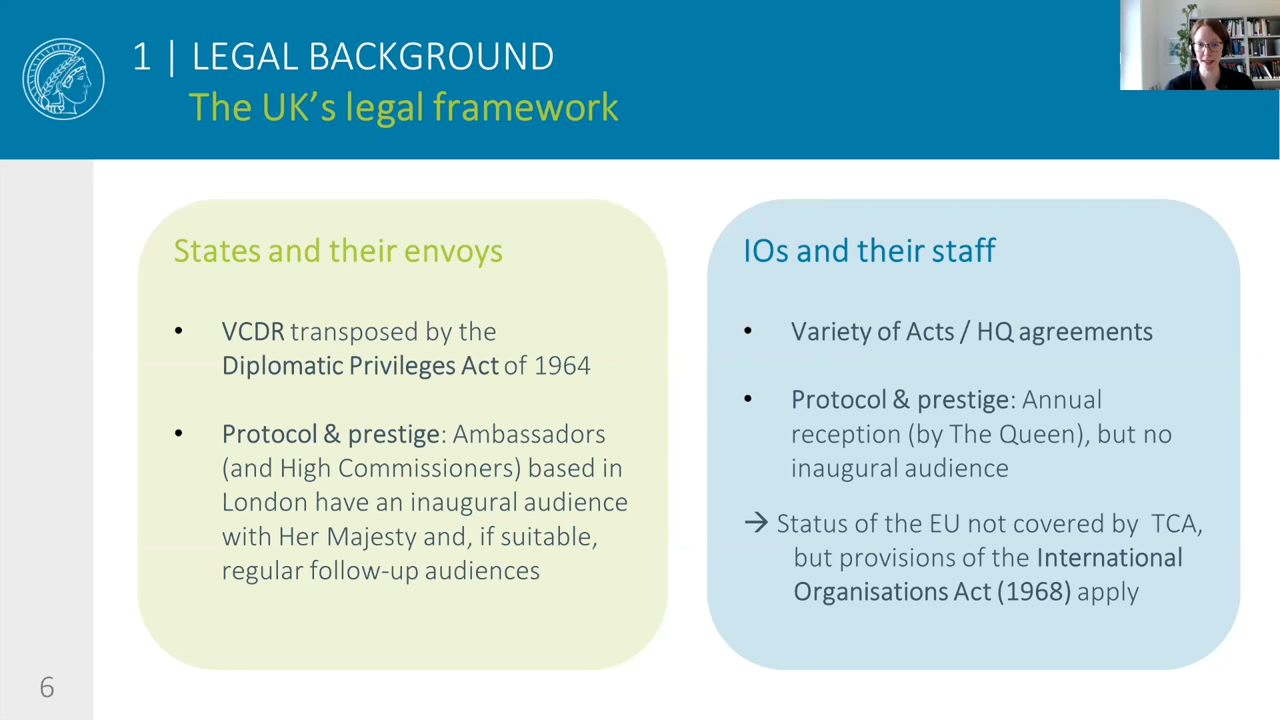 1 | LEGAL BACKGROUND
The UK's legal framework
States and their envoys
• VCDR transposed by the
Diplomatic Privileges Act of 1964
• Protocol & prestige: Ambassadors
(and High Commissioners) based in
London have an inaugural audience
with Her Majesty and, if suitable,
regular follow-up audiences
IOs and their staff
• Variety of Acts / HQ agreements
• Protocol & prestige: Annual
reception (by The Queen), but no
inaugural audience
→ Status of the EU not covered by TCA,
but provisions of the International
Organisations Act (1968) apply
6